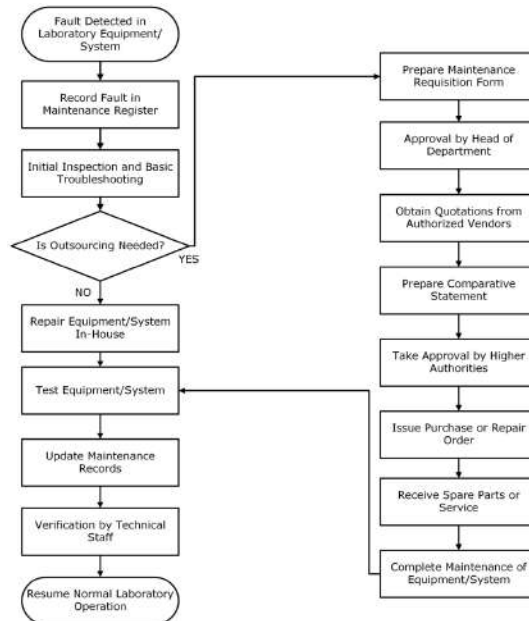 Fault Detected in
Laboratory Equipment/
System
Record Fault in
Maintenance Register
Initial Inspection and Basic
Troubleshooting
Is Outsourcing Needed?
YES
NO
Repair Equipment/System
In-House
Test Equipment/System
Update Maintenance
Records
Verification by Technical
Staff
Resume Normal Laboratory
Operation
Prepare Maintenance
Requisition Form
Approval by Head of
Department
Obtain Quotations from
Authorized Vendors
Prepare Comparative
Statement
Take Approval by Higher
Authorities
Issue Purchase or Repair
Order
Receive Spare Parts or
Service
Complete Maintenance of
Equipment/System